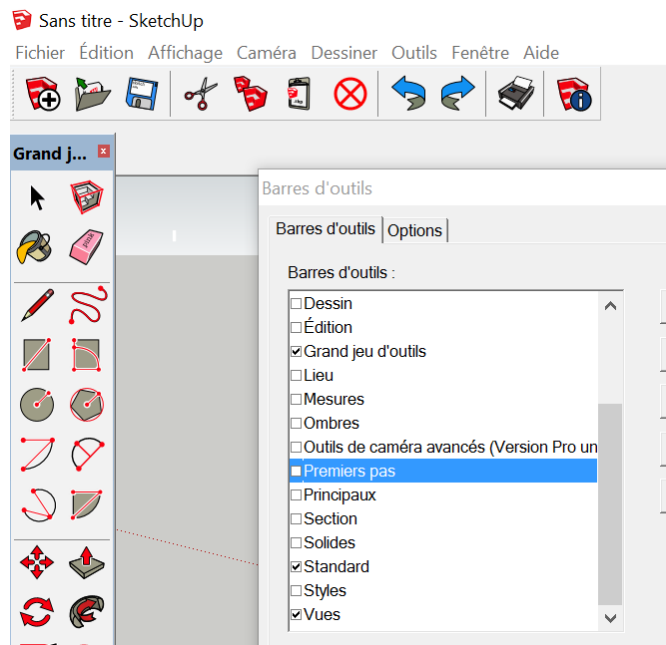 Sans titre - SketchUp
Fichier Édition Affichage Caméra Dessiner Outils Fenêtre Aide
Grand j...
Barres d'outils
Barres d'outils Options
Barres d'outils :
Dessin
Édition
Grand jeu d'outils
Lieu
Mesures
Ombres
Outils de caméra avancés (Version Pro un
Premiers pas
Principaux
Section
Solides
Standard
Styles
Vues